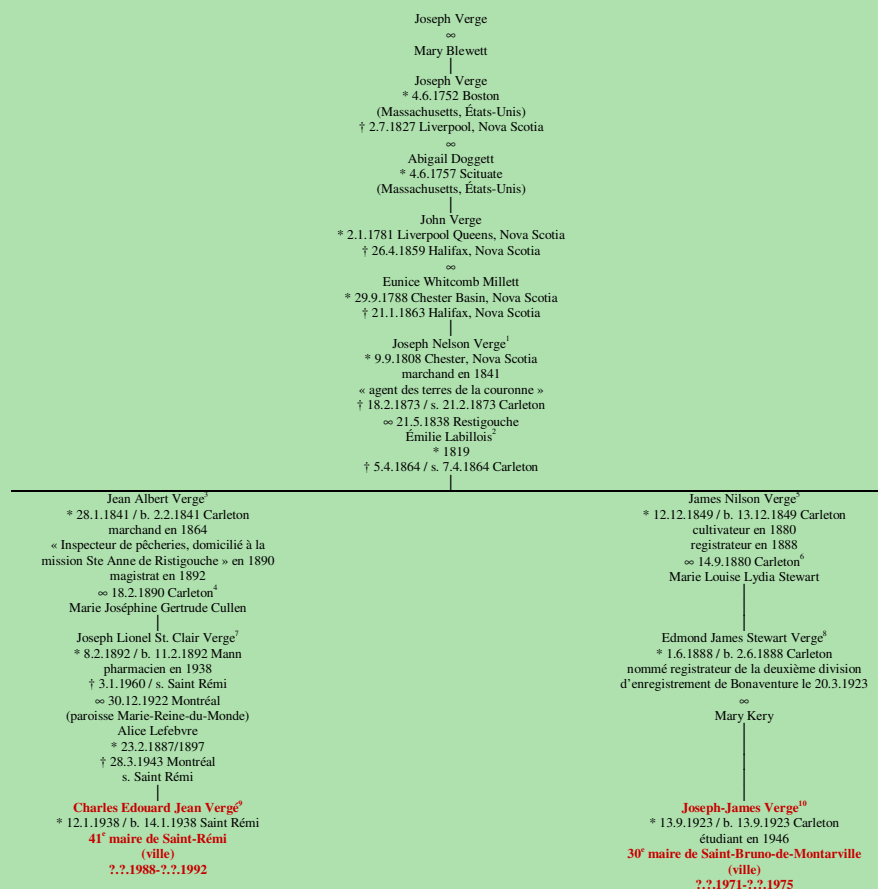 Joseph Verge
∞
Mary Blewett
Joseph Verge
* 4.6.1752 Boston
(Massachusetts, États-Unis)
† 2.7.1827 Liverpool, Nova Scotia
∞
Abigail Doggett
* 4.6.1757 Scituate
(Massachusetts, États-Unis)
John Verge
* 2.1.1781 Liverpool Queens, Nova Scotia
† 26.4.1859 Halifax, Nova Scotia
∞
Eunice Whitcomb Millett
* 29.9.1788 Chester Basin, Nova Scotia
† 21.1.1863 Halifax, Nova Scotia
Joseph Nelson Verge¹
* 9.9.1808 Chester, Nova Scotia
marchand en 1841
« agent des terres de la couronne »
† 18.2.1873 / s. 21.2.1873 Carleton
∞ 21.5.1838 Restigouche
Émilie Labillois²
* 1819
† 5.4.1864 / s. 7.4.1864 Carleton
Jean Albert Verge³
* 28.1.1841 / b. 2.2.1841 Carleton
marchand en 1864
« Inspecteur de pêcheries, domicilié à la
mission Ste Anne de Ristigouche » en 1890
magistrat en 1892
∞ 18.2.1890 Carleton⁴
Marie Joséphine Gertrude Cullen
Joseph Lionel St. Clair Verge⁷
* 8.2.1892 / b. 11.2.1892 Mann
pharmacien en 1938
† 3.1.1960 / s. Saint Rémi
∞ 30.12.1922 Montréal
(paroisse Marie-Reine-du-Monde)
Alice Lefebvre
* 23.2.1887/1897
† 28.3.1943 Montréal
s. Saint Rémi
Charles Edouard Jean Vergé⁹
* 12.1.1938 / b. 14.1.1938 Saint Rémi
41ᵉ maire de Saint-Rémi
(ville)
?.?.1988-?.?.1992
James Nilson Verge⁵
* 12.12.1849 / b. 13.12.1849 Carleton
cultivateur en 1880
registrateur en 1888
∞ 14.9.1880 Carleton⁶
Marie Louise Lydia Stewart
Edmond James Stewart Verge⁸
* 1.6.1888 / b. 2.6.1888 Carleton
nommé registrateur de la deuxième division
d'enregistrement de Bonaventure le 20.3.1923
∞
Mary Kery
Joseph-James Verge¹⁰
* 13.9.1923 / b. 13.9.1923 Carleton
étudiant en 1946
30ᵉ maire de Saint-Bruno-de-Montarville
(ville)
?.?.1971-?.?.1975